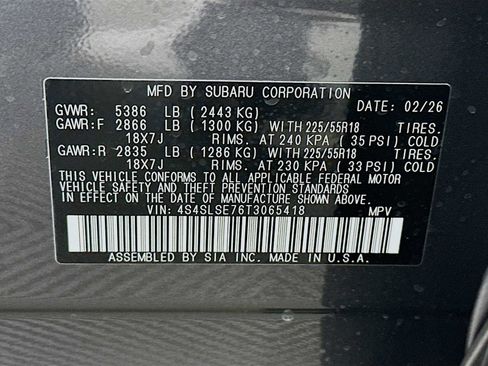 MFD BY SUBARU CORPORATION
GVWR: 5386 LB ( 2443 KG) DATE: 02/26
GAWR:F 2866 LB ( 1300 KG) WITH 225/55R18 TIRES.
18X7J RIMS. AT 240 KPA ( 35 PSI) COLD
GAWR:R 2835 LB ( 1286 KG) WITH 225/55R18 TIRES.
18X7J RIMS. AT 230 KPA ( 33 PSI) COLD
THIS VEHICLE CONFORMS TO ALL APPLICABLE FEDERAL MOTOR
VEHICLE SAFETY AND THEFT PREVENTION STANDARDS
IN EFFECT ON THE DATE OF MANUFACTURE SHOWN ABOVE.
VIN: 4S4SLSE76T3065418 MPV
ASSEMBLED BY SIA INC. MADE IN U.S.A.